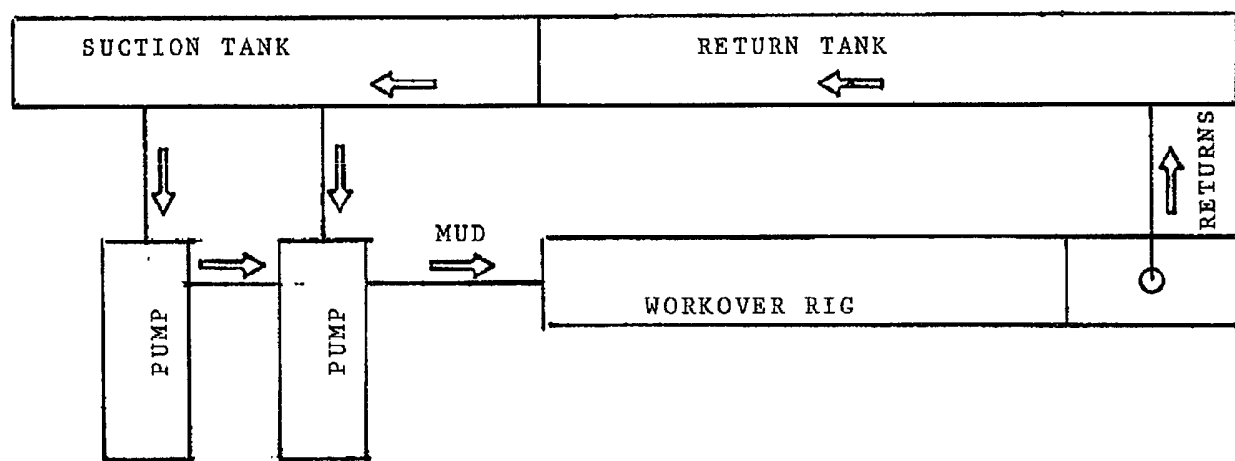 SUCTION TANK
RETURN TANK
RETURNS
MUD
WORKOVER RIG
PUMP
PUMP